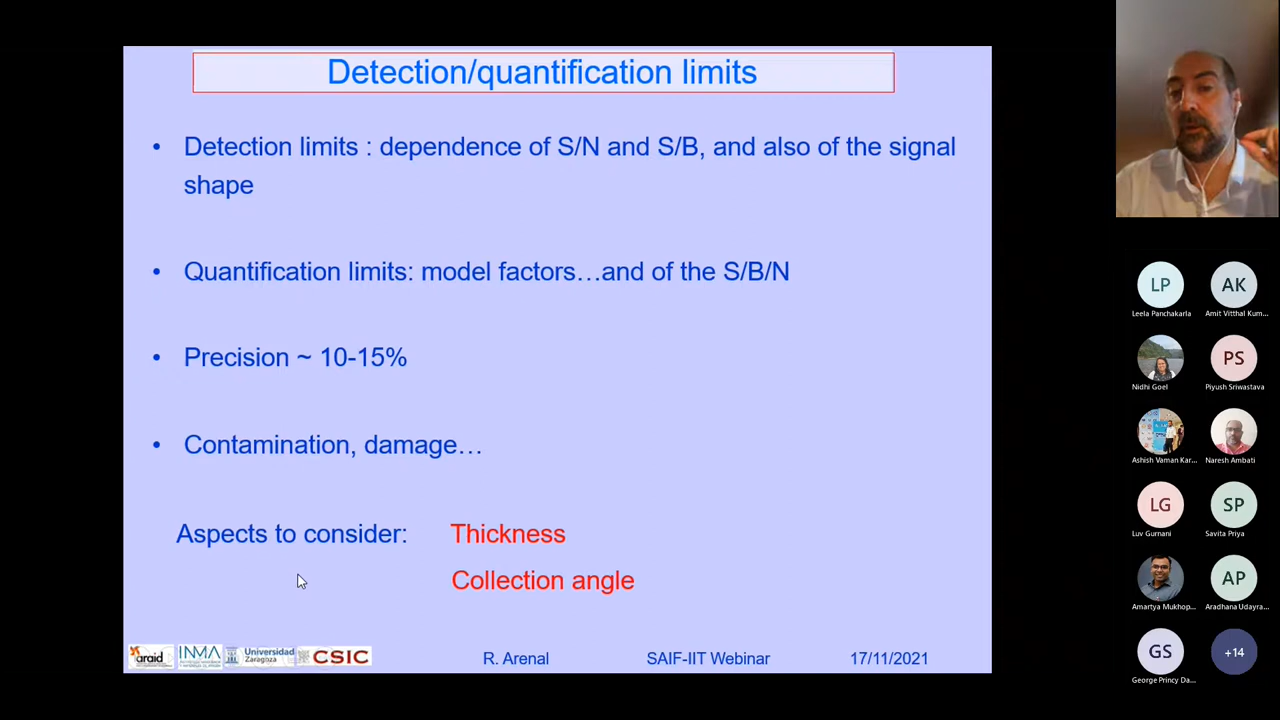 Detection/quantification limits
• Detection limits : dependence of S/N and S/B, and also of the signal
shape
• Quantification limits: model factors…and of the S/B/N
• Precision ~ 10-15%
• Contamination, damage…
Aspects to consider: Thickness
Collection angle
araid INMA Universidad Zaragoza CSIC
R. Arenal SAIF-IIT Webinar 17/11/2021
LP AK
Leela Panchakarla Amit Vitthal Kum...
PS
Nidhi Goel Piyush Sriwastava
Ashish Vaman Kar... Naresh Ambati
LG SP
Luv Gurnani Savita Priya
AP
Amartya Mukhop... Aradhana Udayra...
GS +14
George Princy Da...